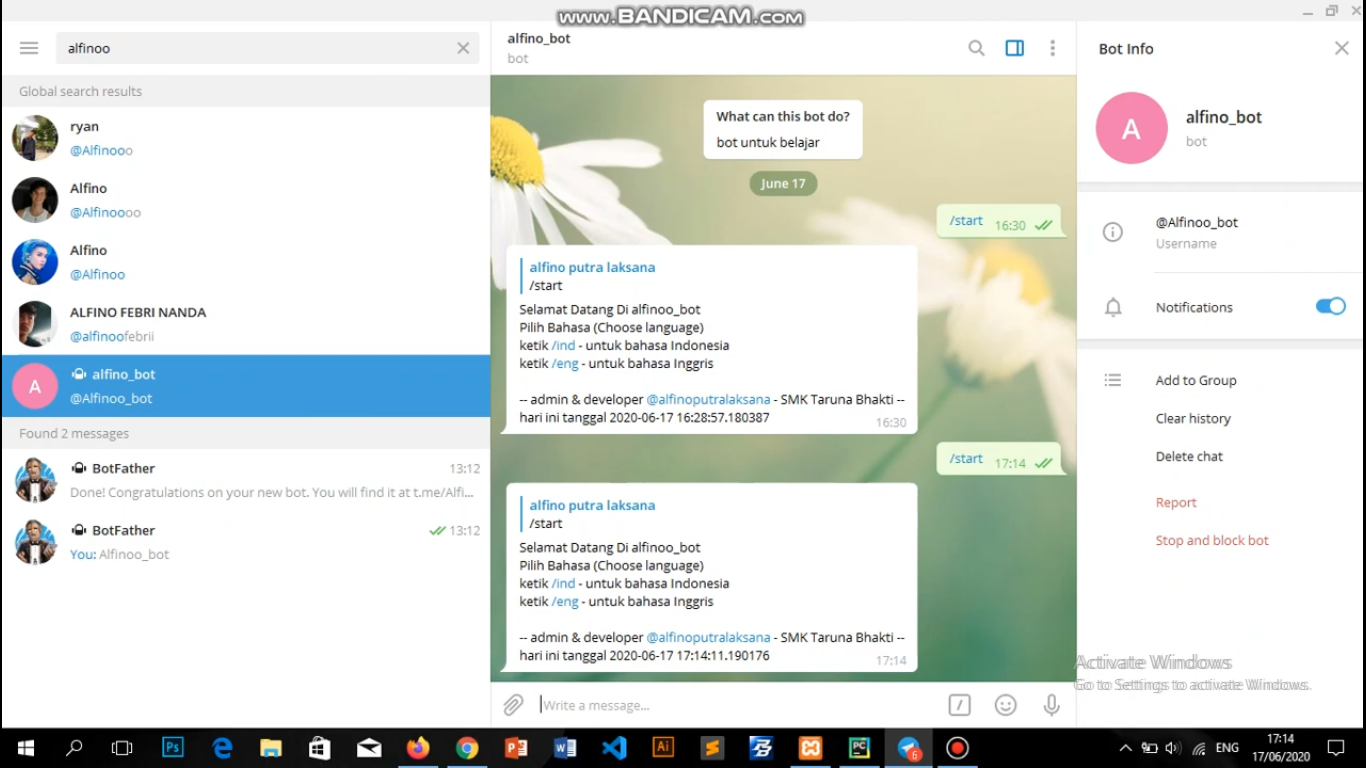 www.BANDICAM.com
alfinoo
Global search results
ryan
@Alfinooo
Alfino
@Alfinoooo
Alfino
@Alfinoo
ALFINO FEBRI NANDA
@alfinoofebrii
A
alfino_bot
@Alfinoo_bot
Found 2 messages
BotFather
13:12
Done! Congratulations on your new bot. You will find it at t.me/Alfi...
BotFather
13:12
You: Alfinoo_bot
alfino_bot
bot
What can this bot do?
bot untuk belajar
June 17
/start 16:30
alfino putra laksana
/start
Selamat Datang Di alfinoo_bot
Pilih Bahasa (Choose language)
ketik /ind - untuk bahasa Indonesia
ketik /eng - untuk bahasa Inggris
-- admin & developer @alfinoputralaksana - SMK Taruna Bhakti --
hari ini tanggal 2020-06-17 16:28:57.180387
16:30
/start 17:14
alfino putra laksana
/start
Selamat Datang Di alfinoo_bot
Pilih Bahasa (Choose language)
ketik /ind - untuk bahasa Indonesia
ketik /eng - untuk bahasa Inggris
-- admin & developer @alfinoputralaksana - SMK Taruna Bhakti --
hari ini tanggal 2020-06-17 17:14:11.190176
17:14
Write a message...
Bot Info
A
alfino_bot
bot
@Alfinoo_bot
Username
Notifications
Add to Group
Clear history
Delete chat
Report
Stop and block bot
Activate Windows
Go to Settings to activate Windows.
Ps
Ai
PC
6
ENG
17:14
17/06/2020